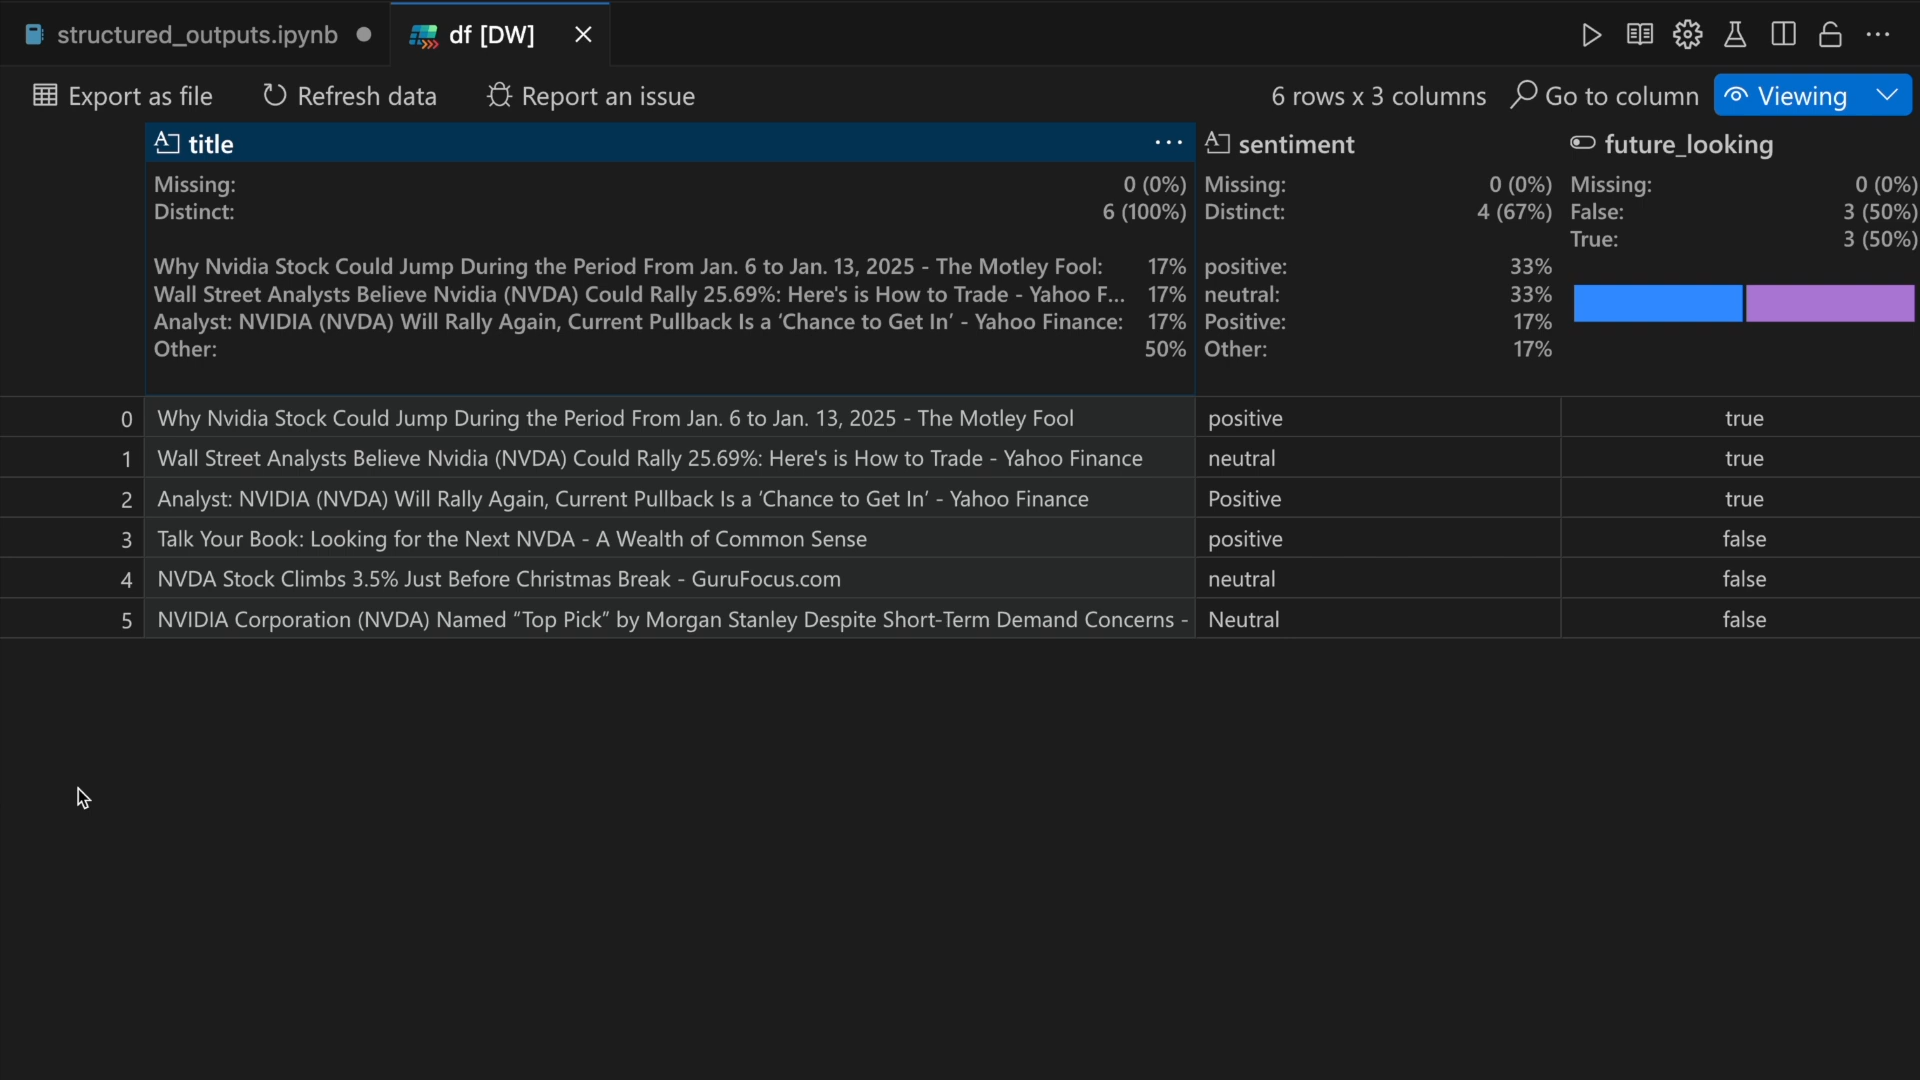 structured_outputs.ipynb
df [DW]
Export as file
Refresh data
Report an issue
6 rows x 3 columns
Go to column
Viewing
title
sentiment
future_looking
Missing: 0 (0%)
Distinct: 6 (100%)
Why Nvidia Stock Could Jump During the Period From Jan. 6 to Jan. 13, 2025 - The Motley Fool: 17%
Wall Street Analysts Believe Nvidia (NVDA) Could Rally 25.69%: Here's is How to Trade - Yahoo F... 17%
Analyst: NVIDIA (NVDA) Will Rally Again, Current Pullback Is a ‘Chance to Get In’ - Yahoo Finance: 17%
Other: 50%
Missing: 0 (0%)
Distinct: 4 (67%)
positive: 33%
neutral: 33%
Positive: 17%
Other: 17%
Missing: 0 (0%)
False: 3 (50%)
True: 3 (50%)
0 Why Nvidia Stock Could Jump During the Period From Jan. 6 to Jan. 13, 2025 - The Motley Fool positive true
1 Wall Street Analysts Believe Nvidia (NVDA) Could Rally 25.69%: Here's is How to Trade - Yahoo Finance neutral true
2 Analyst: NVIDIA (NVDA) Will Rally Again, Current Pullback Is a ‘Chance to Get In’ - Yahoo Finance Positive true
3 Talk Your Book: Looking for the Next NVDA - A Wealth of Common Sense positive false
4 NVDA Stock Climbs 3.5% Just Before Christmas Break - GuruFocus.com neutral false
5 NVIDIA Corporation (NVDA) Named “Top Pick” by Morgan Stanley Despite Short-Term Demand Concerns - Neutral false